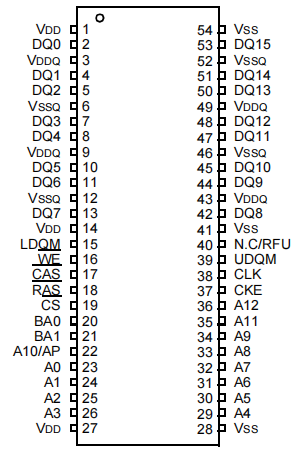 VDD 1 54 VSS
DQ0 2 53 DQ15
VDDQ 3 52 VSSQ
DQ1 4 51 DQ14
DQ2 5 50 DQ13
VSSQ 6 49 VDDQ
DQ3 7 48 DQ12
DQ4 8 47 DQ11
VDDQ 9 46 VSSQ
DQ5 10 45 DQ10
DQ6 11 44 DQ9
VSSQ 12 43 VDDQ
DQ7 13 42 DQ8
VDD 14 41 VSS
LDQM 15 40 N.C/RFU
WE 16 39 UDQM
CAS 17 38 CLK
RAS 18 37 CKE
CS 19 36 A12
BA0 20 35 A11
BA1 21 34 A9
A10/AP 22 33 A8
A0 23 32 A7
A1 24 31 A6
A2 25 30 A5
A3 26 29 A4
VDD 27 28 VSS